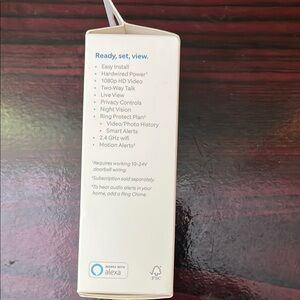 Ready, set, view.
• Easy Install
• Hardwired Power¹
• 1080p HD Video
• Two-Way Talk
• Live View
• Privacy Controls
• Night Vision
• Ring Protect Plan²
• Video/Photo History
• Smart Alerts
• 2.4 GHz wifi
• Motion Alerts³
¹Requires working 10-24V
doorbell wiring.
²Subscription sold separately.
³To hear audio alerts in your
home, add a Ring Chime.
WORKS WITH
alexa
FSC